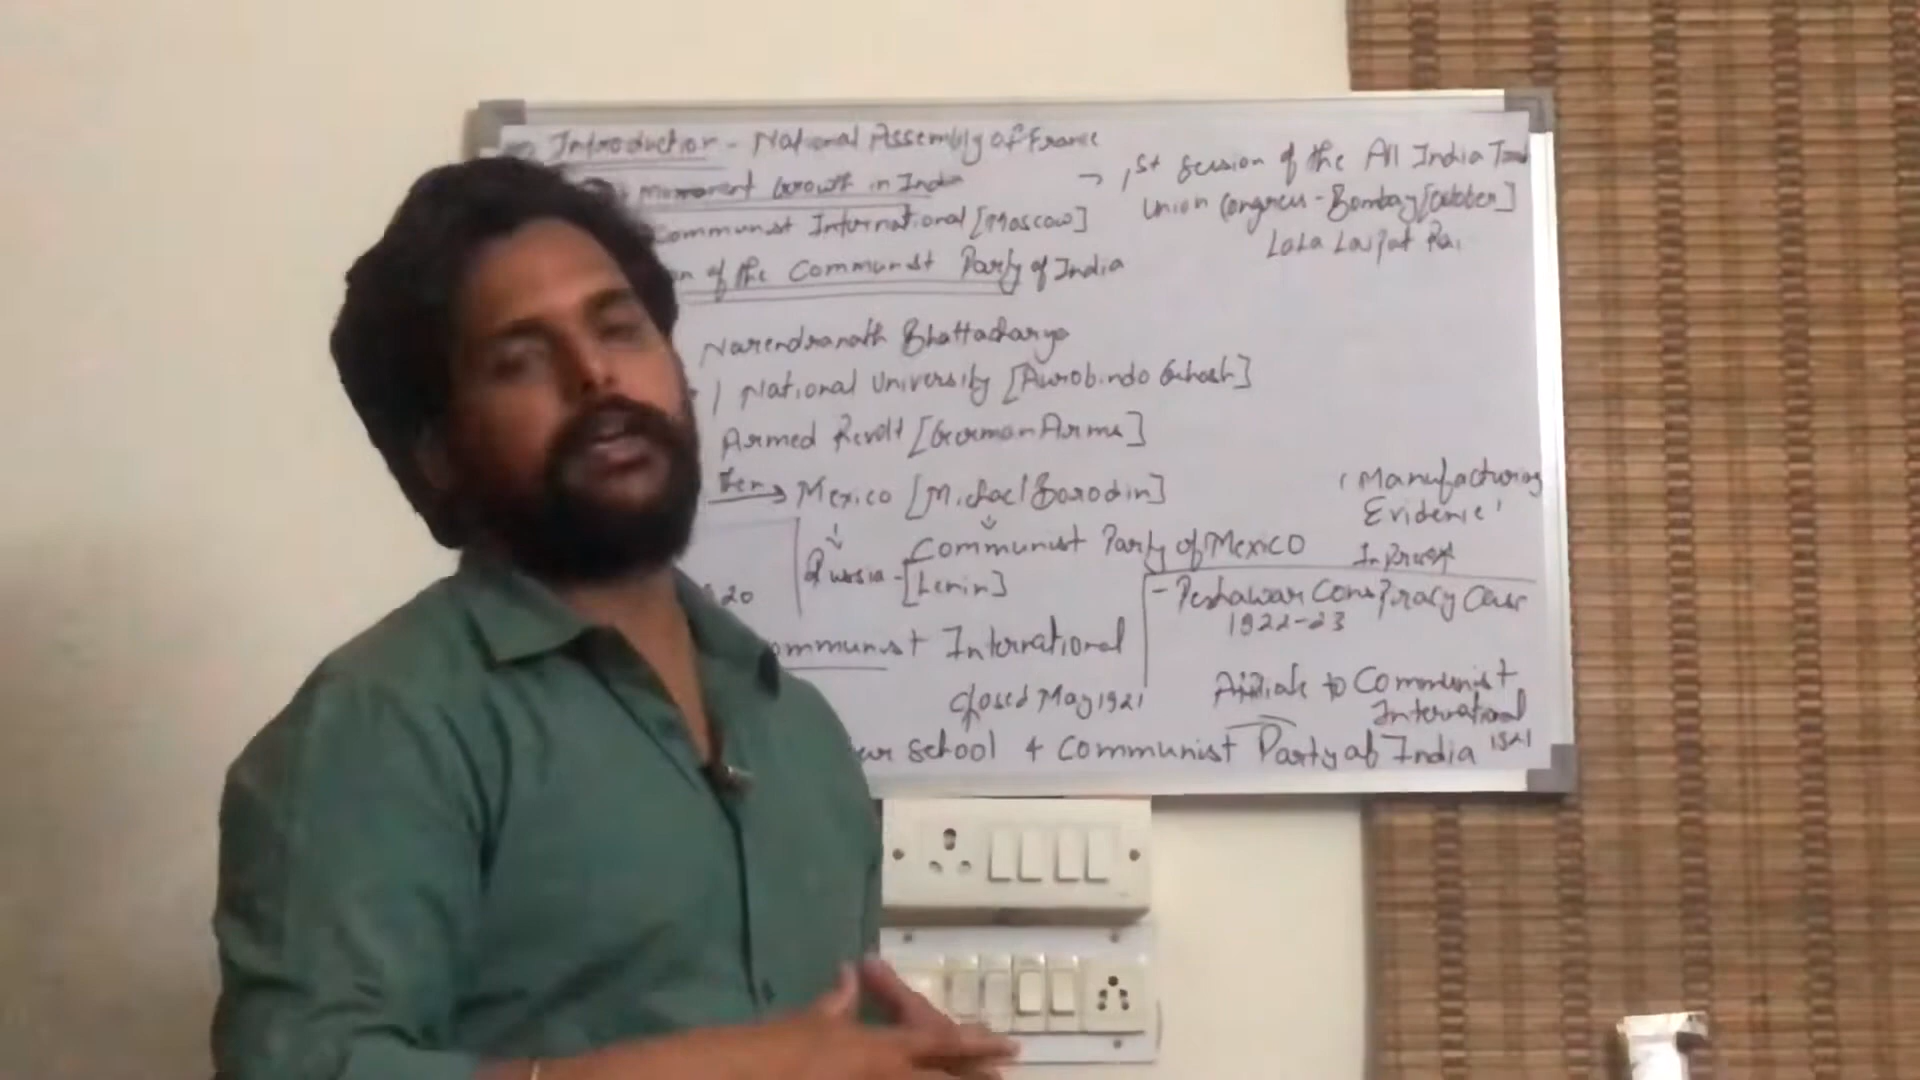 Introduction - National Assembly of France
Movement Growth in India
Communist International [Moscow]
of the Communist Party of India
→ 1st Session of the All India Trade
Union Congress - Bombay [October]
Lala Lajpat Rai
Narendranath Bhattacharya
National University [Aurobindo Ghosh]
Armed Revolt [German Arms]
then → Mexico [Michael Borodin]
Communist Party of Mexico
Russia - [Lenin]
20
ommunist International
Closed May 1921
School + Communist Party of India 1921
'Manufacturing
Evidence'
- Peshawar Conspiracy Case
1922-23
to Communist
International